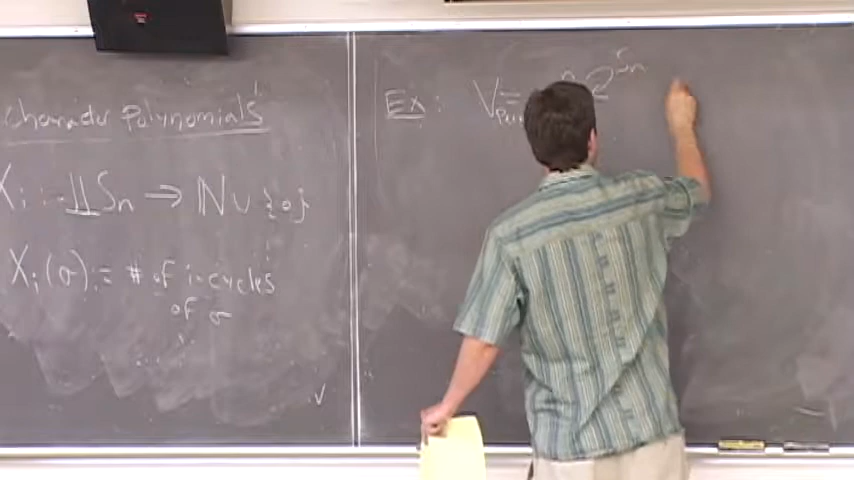 Character Polynomials
X_i : ∐ S_n → ℕ ∪ {0}
X_i(σ) := # of i-cycles
of σ
Ex: V =